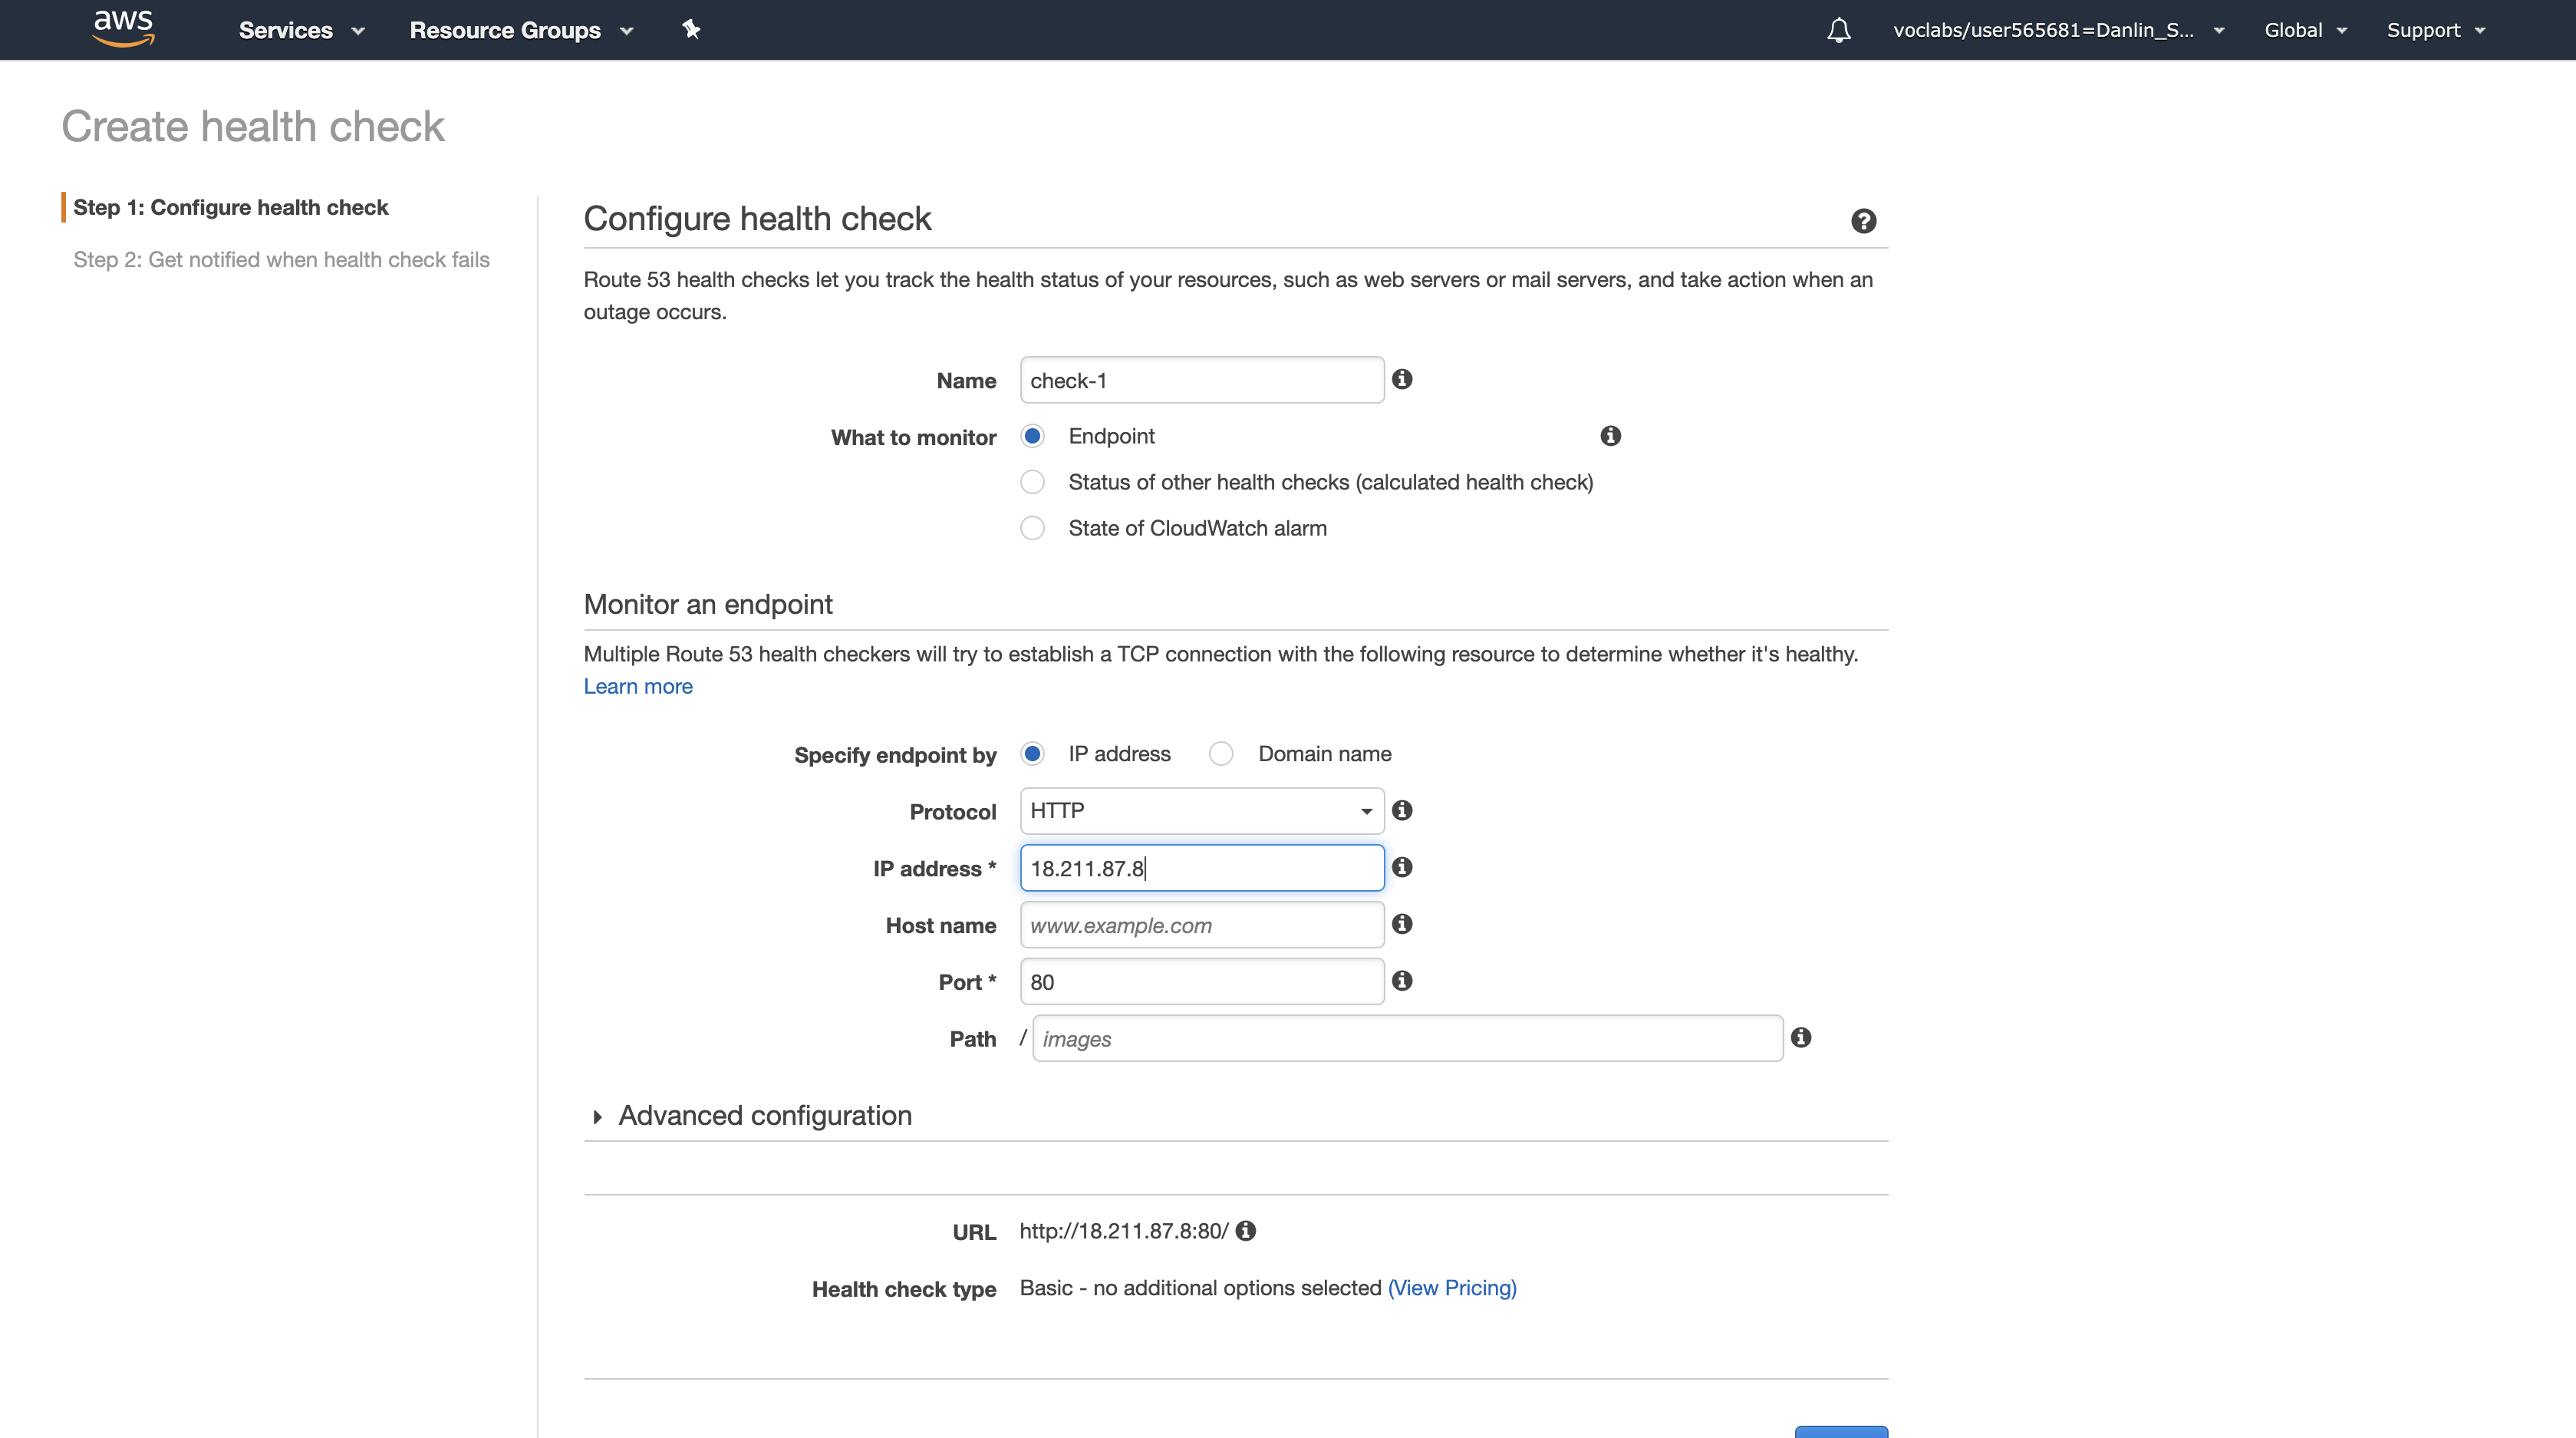 aws Services Resource Groups voclabs/user565681=Danlin_S... Global Support
Create health check
Step 1: Configure health check
Step 2: Get notified when health check fails
Configure health check
Route 53 health checks let you track the health status of your resources, such as web servers or mail servers, and take action when an
outage occurs.
Name check-1
What to monitor Endpoint
Status of other health checks (calculated health check)
State of CloudWatch alarm
Monitor an endpoint
Multiple Route 53 health checkers will try to establish a TCP connection with the following resource to determine whether it's healthy.
Learn more
Specify endpoint by IP address Domain name
Protocol HTTP
IP address * 18.211.87.8
Host name www.example.com
Port * 80
Path / images
Advanced configuration
URL http://18.211.87.8:80/
Health check type Basic - no additional options selected (View Pricing)